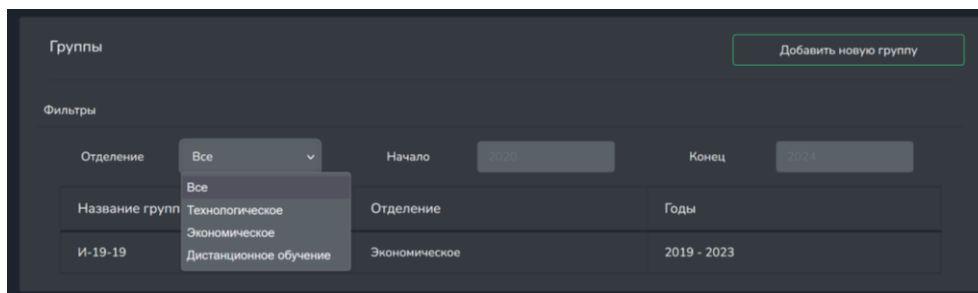 Группы
Добавить новую группу
Фильтры
Отделение Все Начало 2020 Конец 2024
Все
Название групп Технологическое Отделение Годы
Экономическое
И-19-19 Дистанционное обучение Экономическое 2019 - 2023